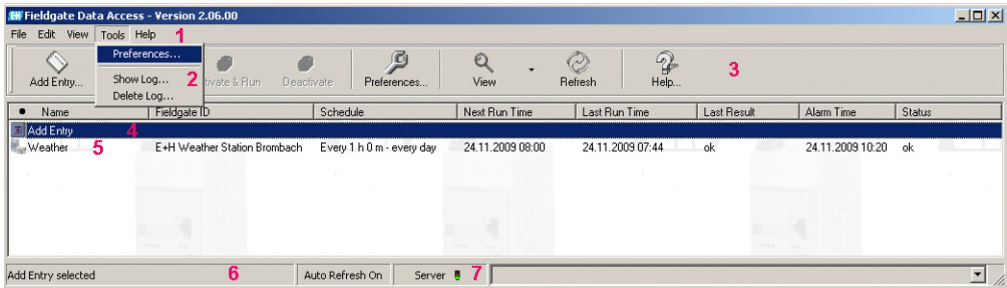 Fieldgate Data Access - Version 2.06.00
File Edit View Tools Help 1
Preferences...
Show Log... 2
Delete Log...
Add Entry... ivate & Run Deactivate Preferences... View Refresh Help... 3
Name Fieldgate ID Schedule Next Run Time Last Run Time Last Result Alarm Time Status
Add Entry 4
Weather 5 E+H Weather Station Brombach Every 1 h 0 m - every day 24.11.2009 08:00 24.11.2009 07:44 ok 24.11.2009 10:20 ok
Add Entry selected 6 Auto Refresh On Server 7